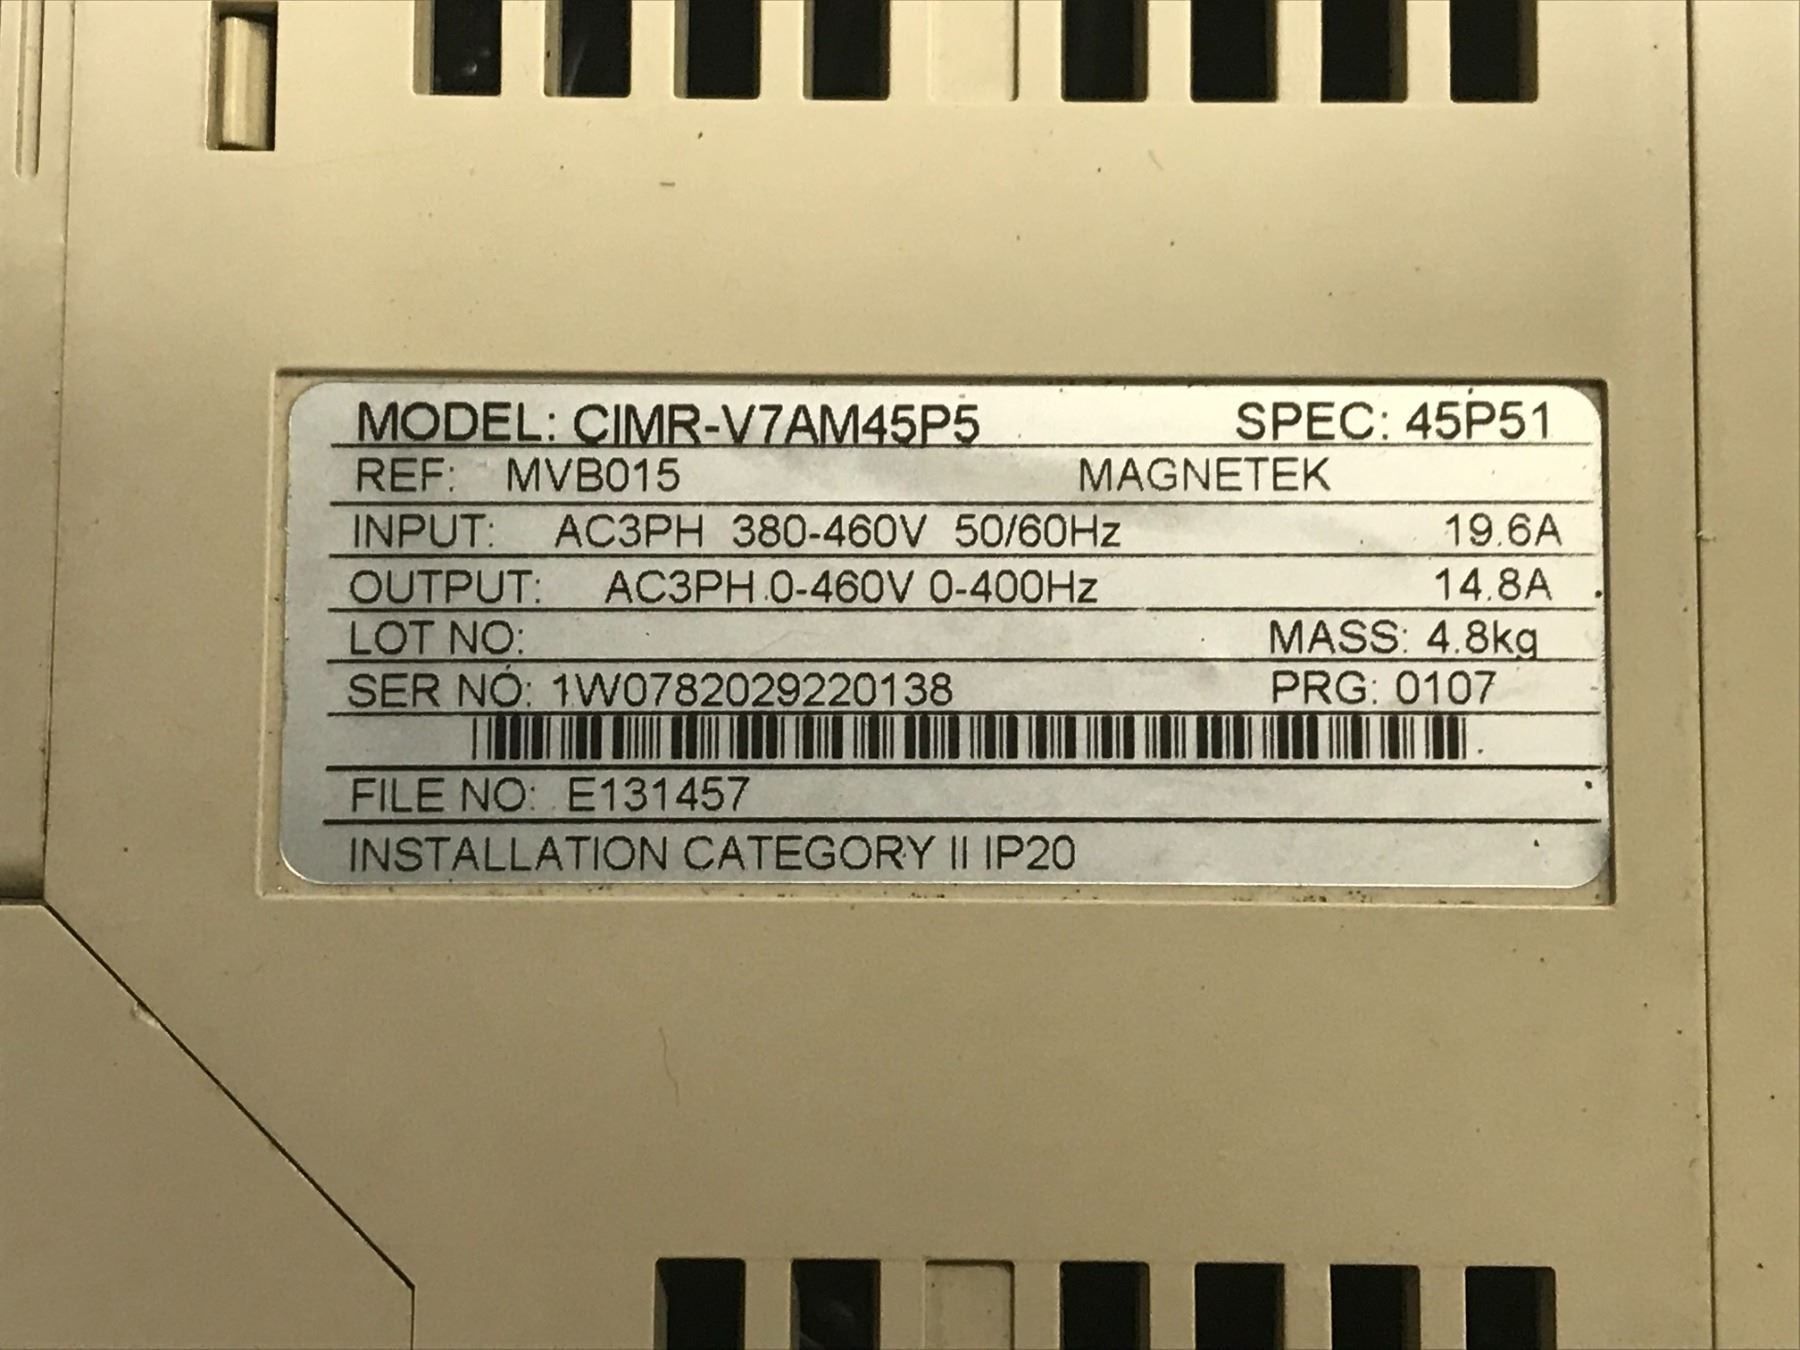 MODEL: CIMR-V7AM45P5 SPEC: 45P51
REF: MVB015 MAGNETEK
INPUT: AC3PH 380-460V 50/60Hz 19.6A
OUTPUT: AC3PH 0-460V 0-400Hz 14.8A
LOT NO: MASS: 4.8kg
SER NO: 1W0782029220138 PRG: 0107
FILE NO: E131457
INSTALLATION CATEGORY II IP20